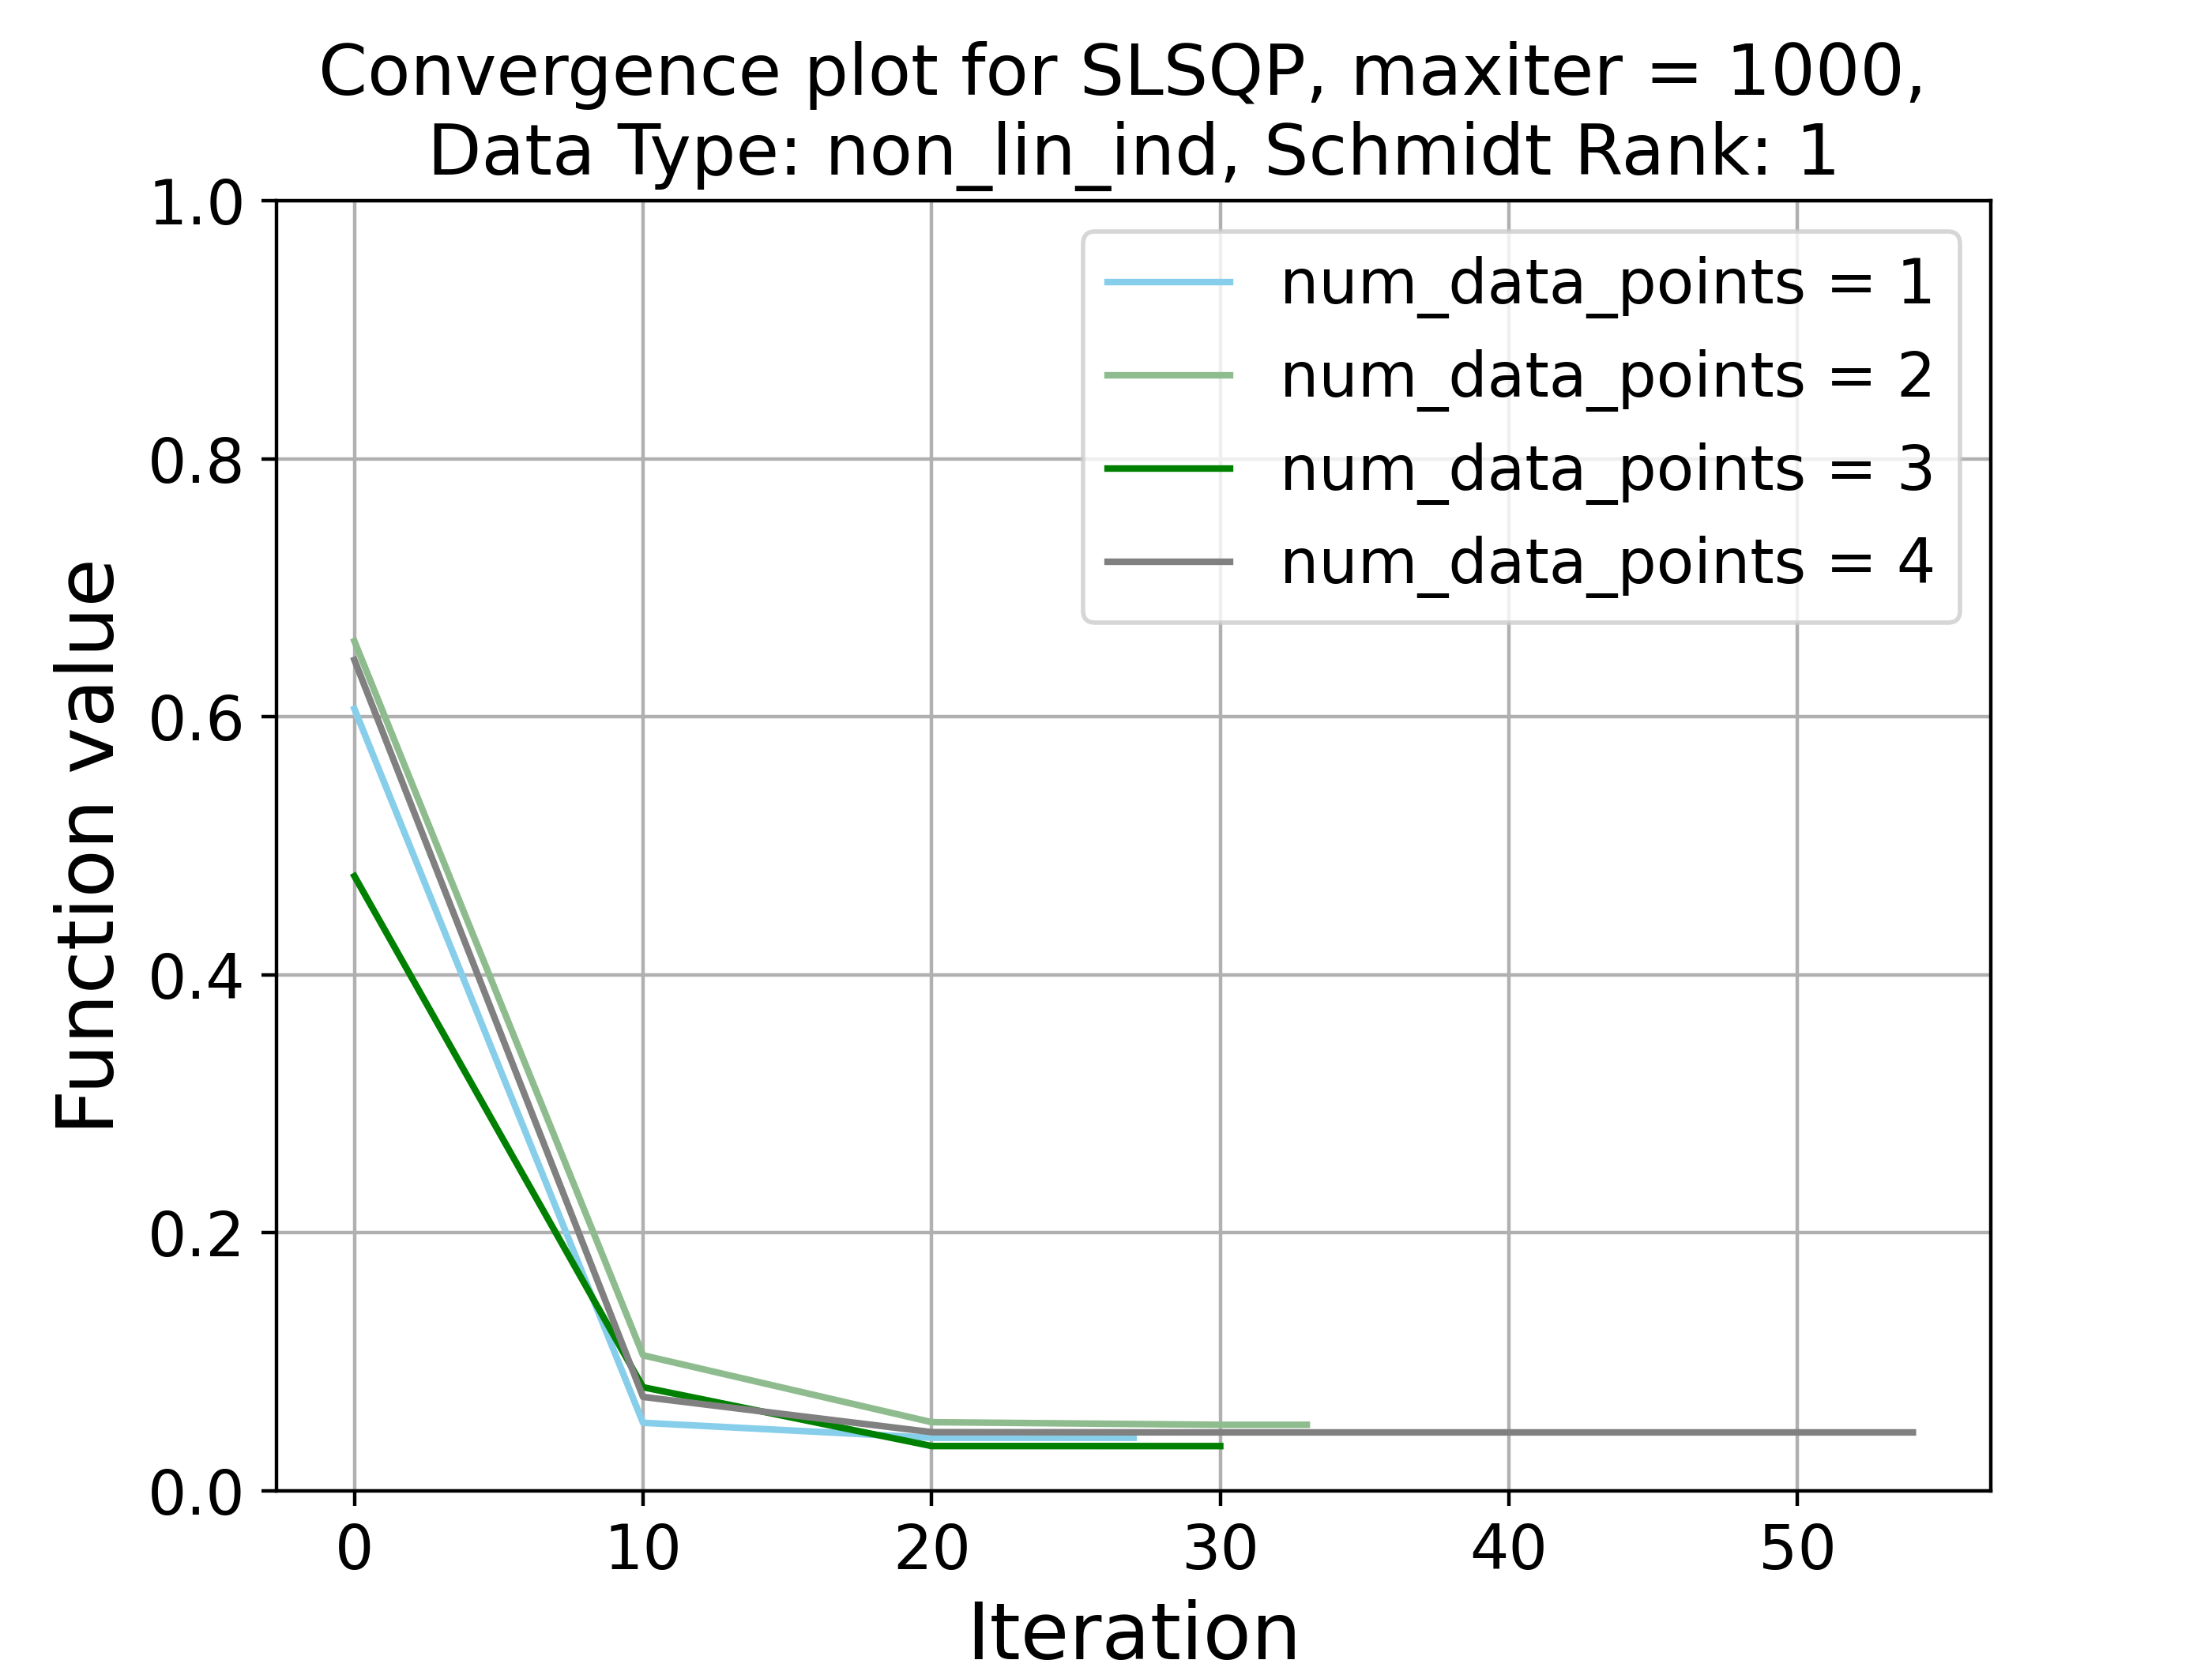 Convergence plot for SLSQP, maxiter = 1000,
Data Type: non_lin_ind, Schmidt Rank: 1
num_data_points = 1
num_data_points = 2
num_data_points = 3
num_data_points = 4
Function value
1.0
0.8
0.6
0.4
0.2
0.0
0 10 20 30 40 50
Iteration